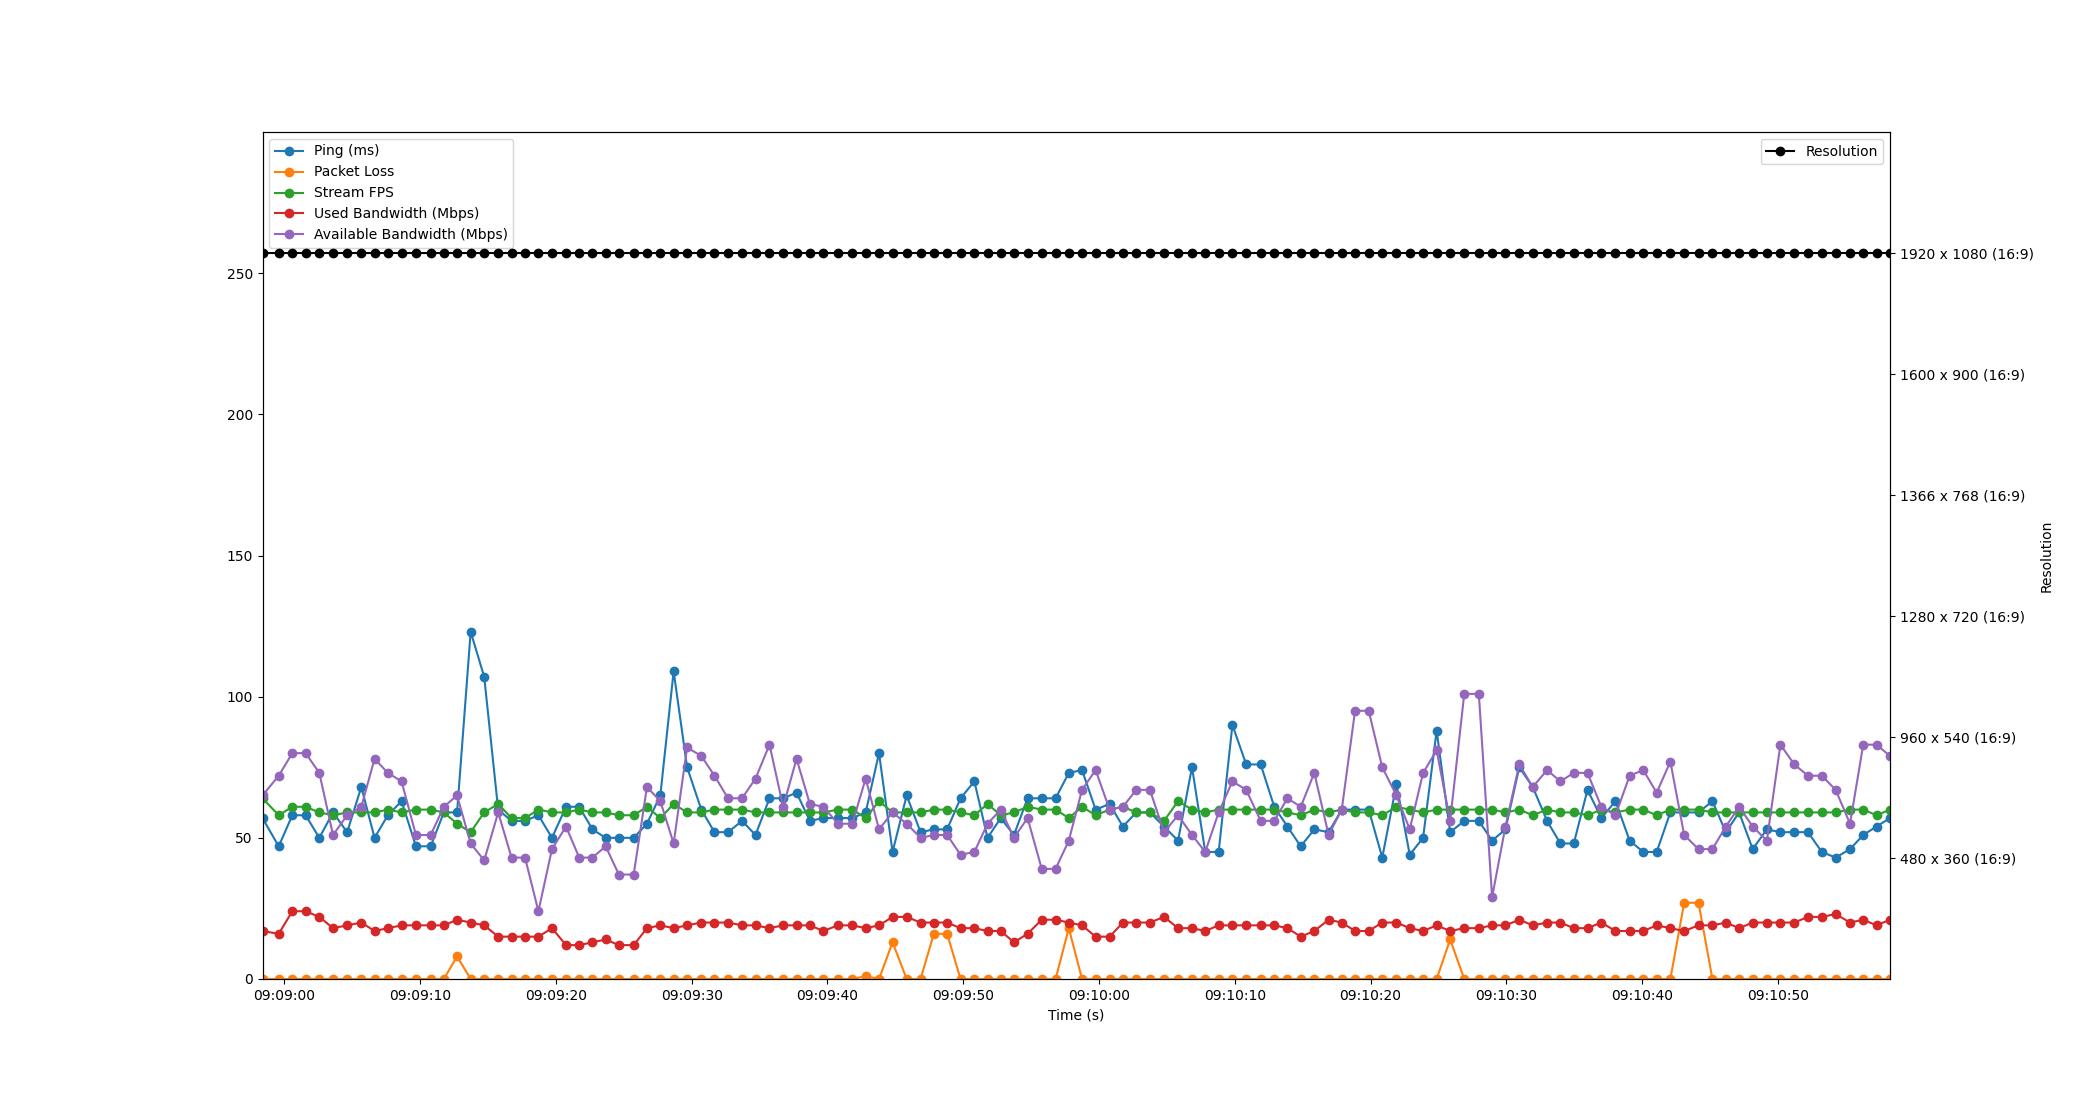 Ping (ms)
Packet Loss
Stream FPS
Used Bandwidth (Mbps)
Available Bandwidth (Mbps)
Resolution
250
200
150
100
50
0
1920 x 1080 (16:9)
1600 x 900 (16:9)
1366 x 768 (16:9)
1280 x 720 (16:9)
960 x 540 (16:9)
480 x 360 (16:9)
Resolution
09:09:00 09:09:10 09:09:20 09:09:30 09:09:40 09:09:50 09:10:00 09:10:10 09:10:20 09:10:30 09:10:40 09:10:50
Time (s)